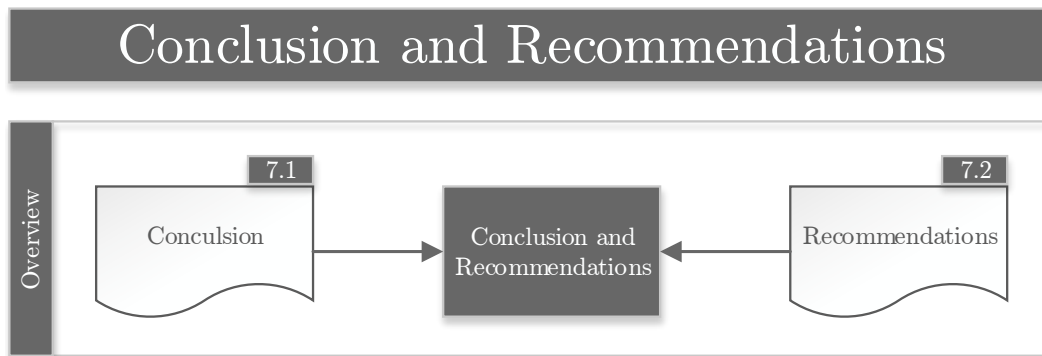 Conclusion and Recommendations
Overview
7.1
Conculsion
Conclusion and
Recommendations
7.2
Recommendations